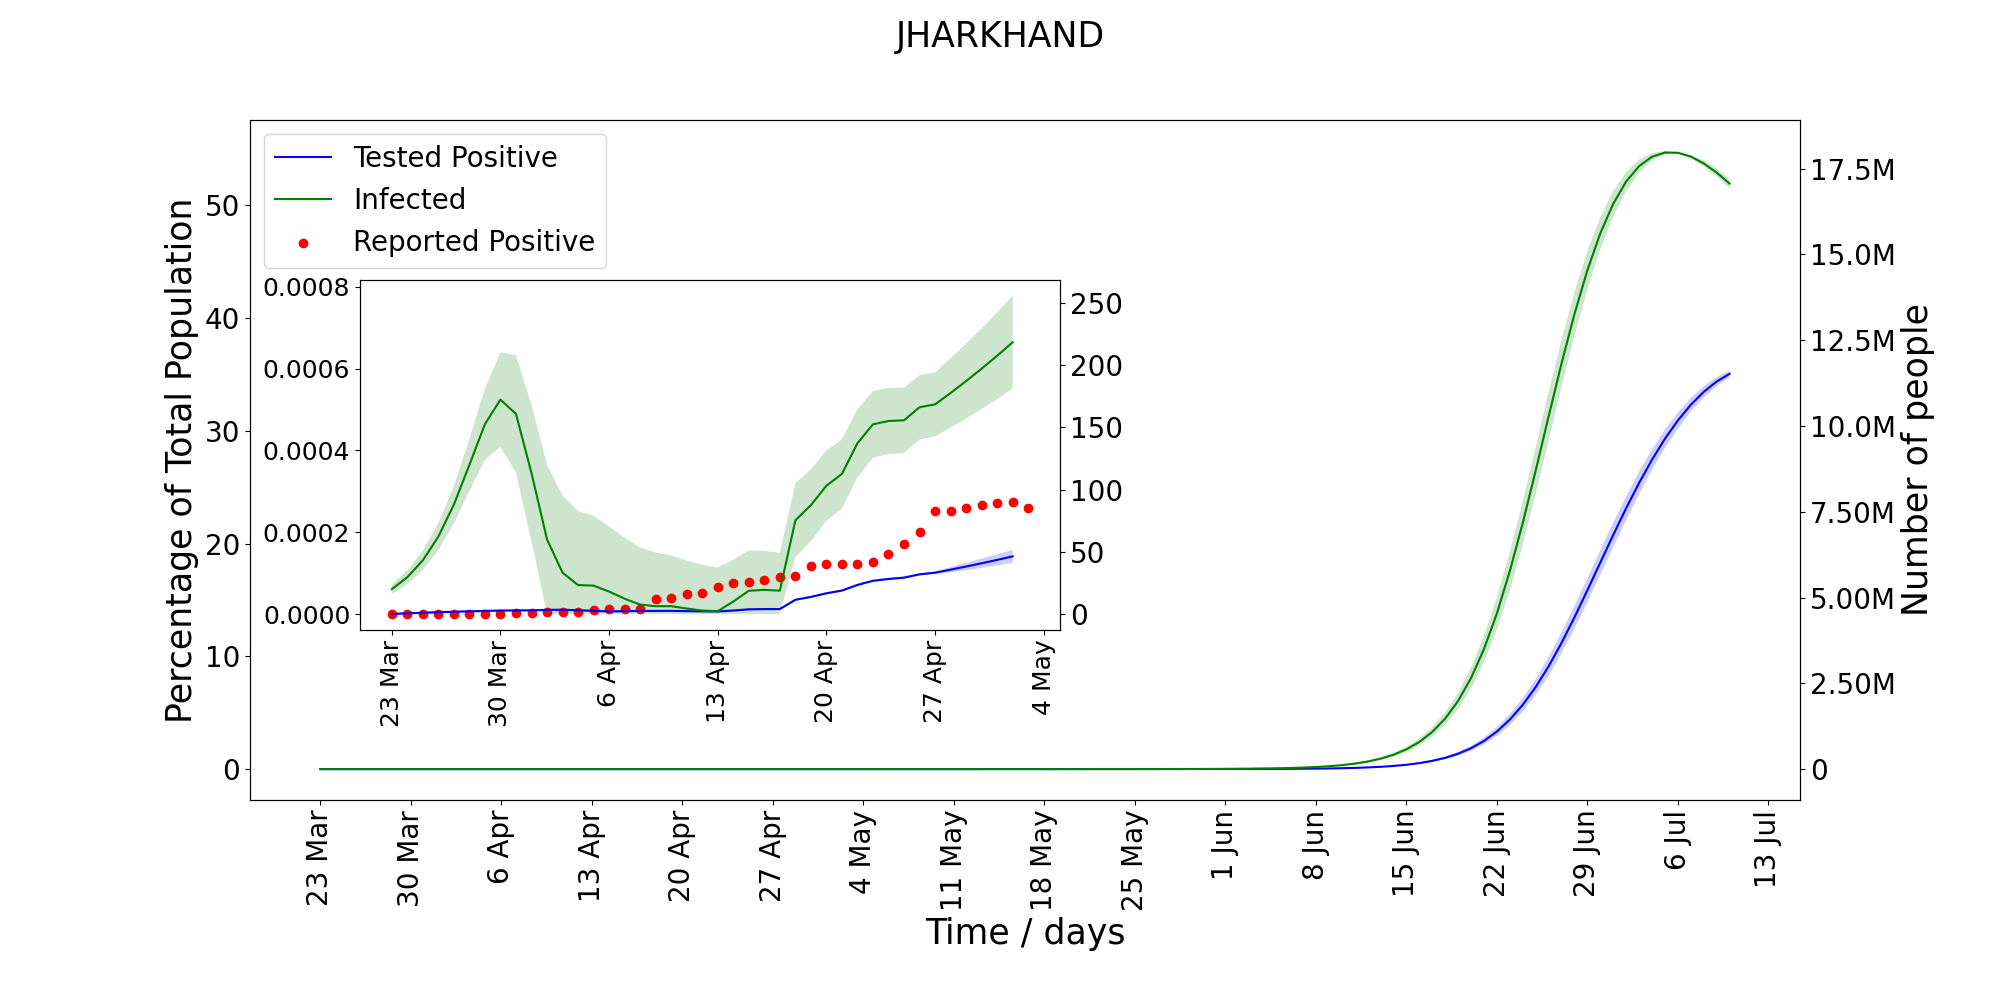 JHARKHAND
Tested Positive
Infected
Reported Positive
Percentage of Total Population
50
40
30
20
10
0
17.5M
15.0M
12.5M
10.0M
7.50M
5.00M
2.50M
0
Number of people
0.0008
0.0006
0.0004
0.0002
0.0000
250
200
150
100
50
0
23 Mar
30 Mar
6 Apr
13 Apr
20 Apr
27 Apr
4 May
23 Mar
30 Mar
6 Apr
13 Apr
20 Apr
27 Apr
4 May
11 May
18 May
25 May
1 Jun
8 Jun
15 Jun
22 Jun
29 Jun
6 Jul
13 Jul
Time / days